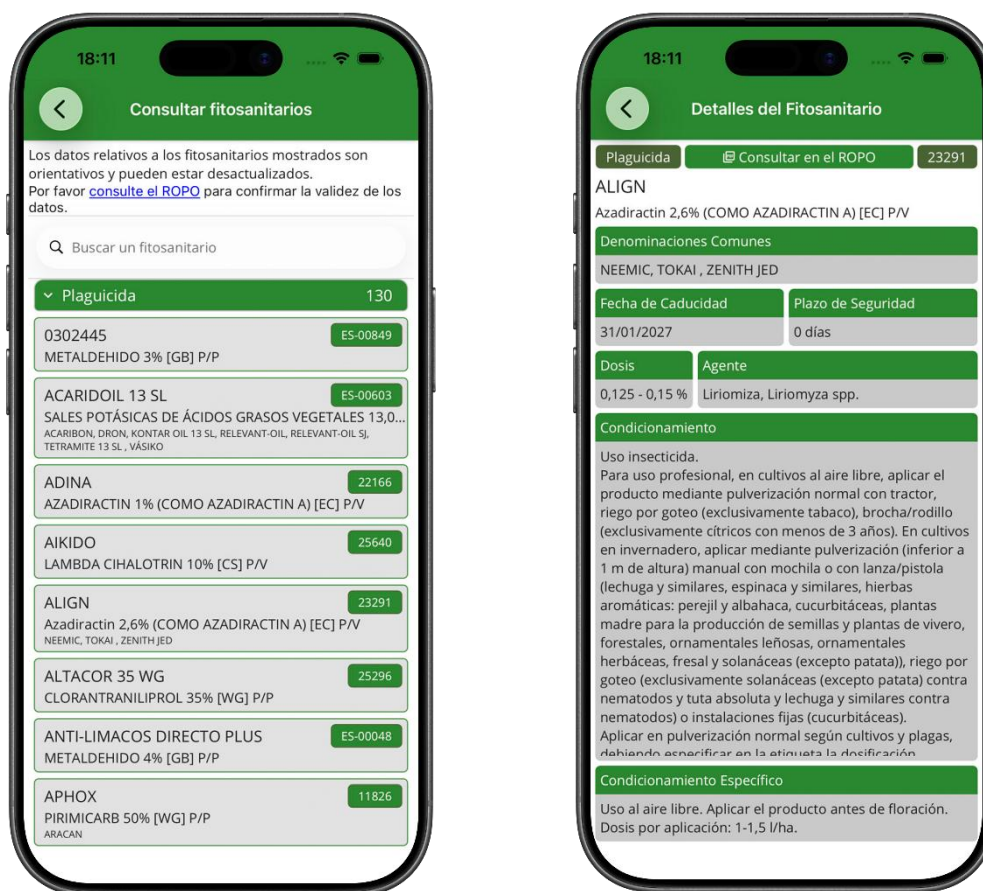 18:11
Consultar fitosanitarios
Los datos relativos a los fitosanitarios mostrados son
orientativos y pueden estar desactualizados.
Por favor consulte el ROPO para confirmar la validez de los
datos.
Buscar un fitosanitario
Plaguicida 130
0302445 ES-00849
METALDEHIDO 3% [GB] P/P
ACARIDOIL 13 SL ES-00603
SALES POTÁSICAS DE ÁCIDOS GRASOS VEGETALES 13,0...
ACARIBON, DRON, KONTAR OIL 13 SL, RELEVANT-OIL, RELEVANT-OIL SJ,
TETRAMITE 13 SL , VÁSIKO
ADINA 22166
AZADIRACTIN 1% (COMO AZADIRACTIN A) [EC] P/V
AIKIDO 25640
LAMBDA CIHALOTRIN 10% [CS] P/V
ALIGN 23291
Azadiractin 2,6% (COMO AZADIRACTIN A) [EC] P/V
NEEMIC, TOKAI , ZENITH JED
ALTACOR 35 WG 25296
CLORANTRANILIPROL 35% [WG] P/P
ANTI-LIMACOS DIRECTO PLUS ES-00048
METALDEHIDO 4% [GB] P/P
APHOX 11826
PIRIMICARB 50% [WG] P/P
ARACAN
18:11
Detalles del Fitosanitario
Plaguicida Consultar en el ROPO 23291
ALIGN
Azadiractin 2,6% (COMO AZADIRACTIN A) [EC] P/V
Denominaciones Comunes
NEEMIC, TOKAI , ZENITH JED
Fecha de Caducidad Plazo de Seguridad
31/01/2027 0 días
Dosis Agente
0,125 - 0,15 % Liriomiza, Liriomyza spp.
Condicionamiento
Uso insecticida.
Para uso profesional, en cultivos al aire libre, aplicar el
producto mediante pulverización normal con tractor,
riego por goteo (exclusivamente tabaco), brocha/rodillo
(exclusivamente cítricos con menos de 3 años). En cultivos
en invernadero, aplicar mediante pulverización (inferior a
1 m de altura) manual con mochila o con lanza/pistola
(lechuga y similares, espinaca y similares, hierbas
aromáticas: perejil y albahaca, cucurbitáceas, plantas
madre para la producción de semillas y plantas de vivero,
forestales, ornamentales leñosas, ornamentales
herbáceas, fresal y solanáceas (excepto patata)), riego por
goteo (exclusivamente solanáceas (excepto patata) contra
nematodos y tuta absoluta y lechuga y similares contra
nematodos) o instalaciones fijas (cucurbitáceas).
Aplicar en pulverización normal según cultivos y plagas,
debiendo especificar en la etiqueta la dosificación
Condicionamiento Específico
Uso al aire libre. Aplicar el producto antes de floración.
Dosis por aplicación: 1-1,5 l/ha.